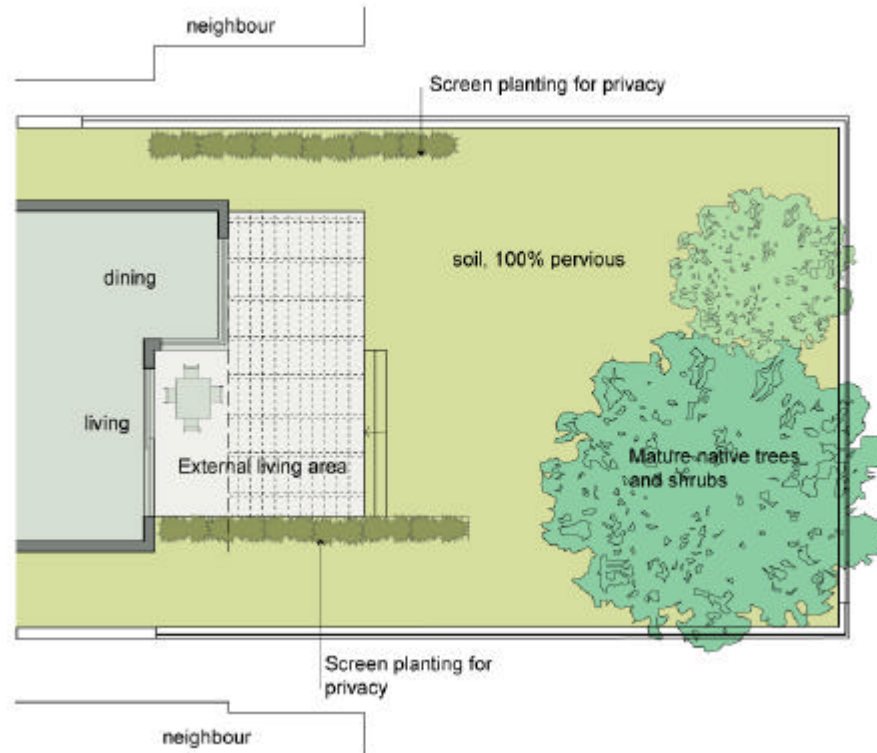 neighbour
Screen planting for privacy
soil, 100% pervious
dining
living
External living area
Mature native trees
and shrubs
Screen planting for
privacy
neighbour